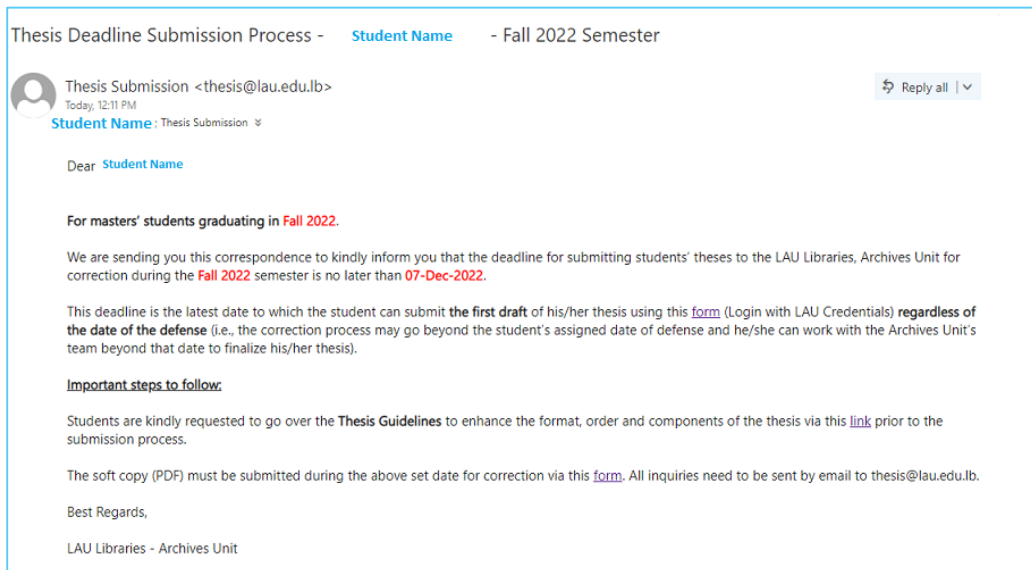 Thesis Deadline Submission Process - Student Name - Fall 2022 Semester
Thesis Submission <thesis@lau.edu.lb>
Reply all
Today, 12:11 PM
Student Name : Thesis Submission
Dear Student Name
For masters' students graduating in Fall 2022.
We are sending you this correspondence to kindly inform you that the deadline for submitting students' theses to the LAU Libraries, Archives Unit for
correction during the Fall 2022 semester is no later than 07-Dec-2022.
This deadline is the latest date to which the student can submit the first draft of his/her thesis using this form (Login with LAU Credentials) regardless of
the date of the defense (i.e., the correction process may go beyond the student's assigned date of defense and he/she can work with the Archives Unit's
team beyond that date to finalize his/her thesis).
Important steps to follow:
Students are kindly requested to go over the Thesis Guidelines to enhance the format, order and components of the thesis via this link prior to the
submission process.
The soft copy (PDF) must be submitted during the above set date for correction via this form. All inquiries need to be sent by email to thesis@lau.edu.lb.
Best Regards,
LAU Libraries - Archives Unit